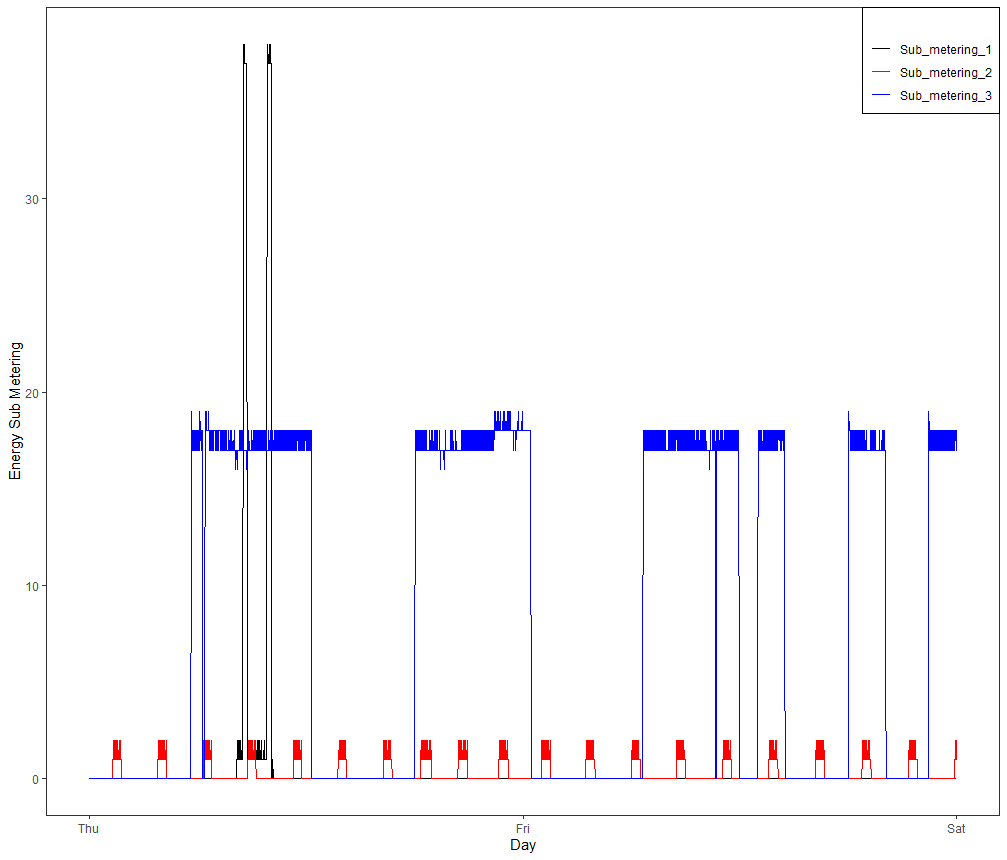 Sub_metering_1
Sub_metering_2
Sub_metering_3
30
20
10
0
Energy Sub Metering
Thu
Fri
Sat
Day